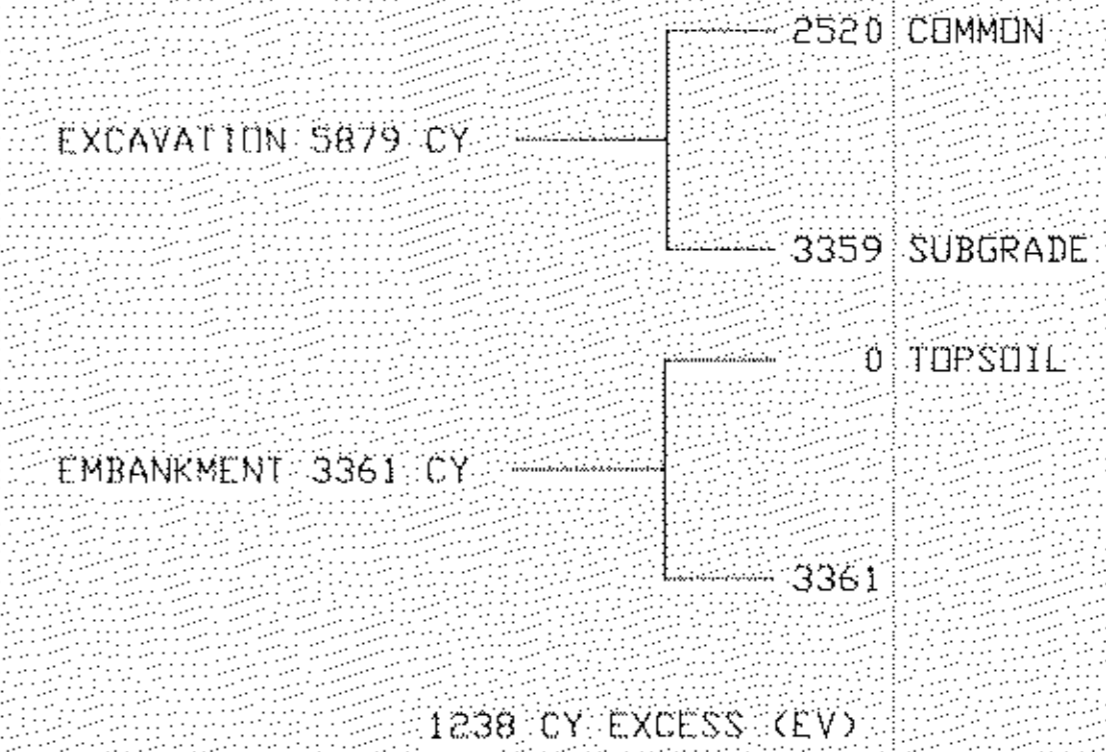 2520 COMMON
EXCAVATION 5879 CY
3359 SUBGRADE
0 TOPSOIL
EMBANKMENT 3361 CY
3361
1238 CY EXCESS (EV)